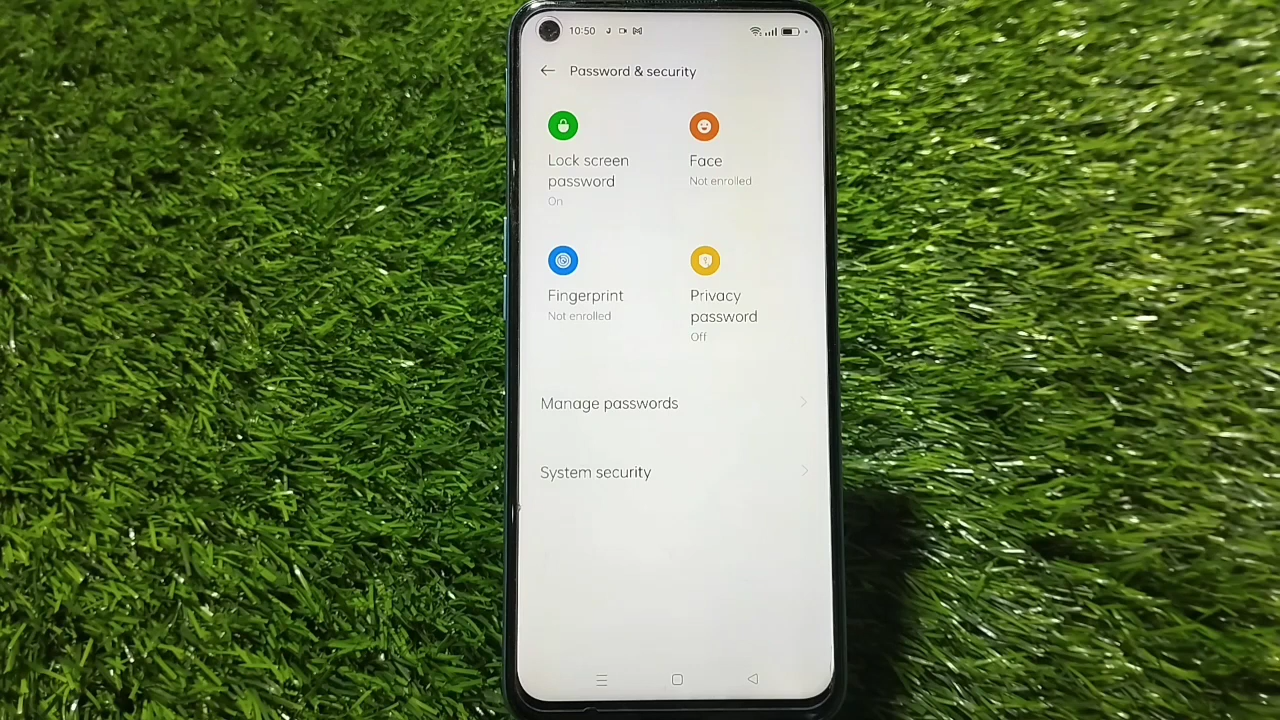 10:50
Password & security
Lock screen
password
On
Face
Not enrolled
Fingerprint
Not enrolled
Privacy
password
Off
Manage passwords
System security